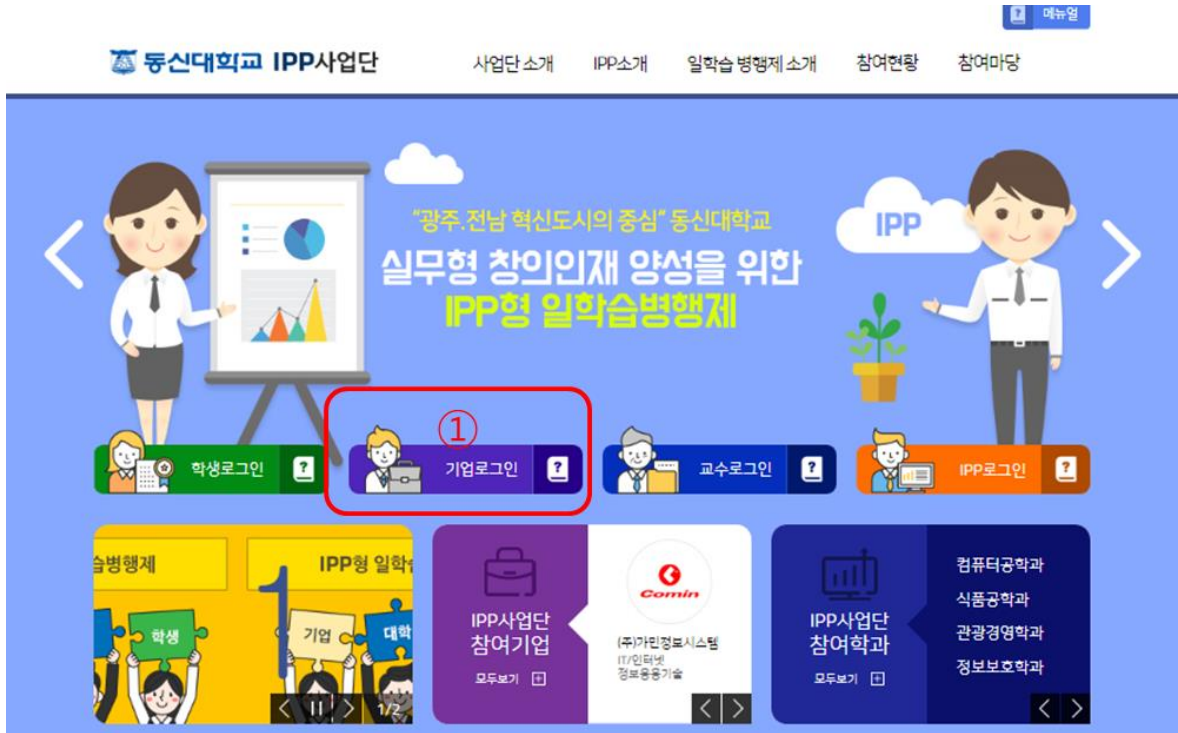 메뉴얼
동신대학교 IPP사업단
사업단 소개 IPP소개 일학습 병행제 소개 참여현황 참여마당
"광주.전남 혁신도시의 중심" 동신대학교
실무형 창의인재 양성을 위한
IPP형 일학습병행제
IPP
①
학생로그인
기업로그인
교수로그인
IPP로그인
습병행제
IPP형 일학
1
학생
기업
대학
1/2
IPP사업단
참여기업
모두보기
Comin
(주)가민정보시스템
IT/인터넷
정보응용기술
IPP사업단
참여학과
모두보기
컴퓨터공학과
식품공학과
관광경영학과
정보보호학과